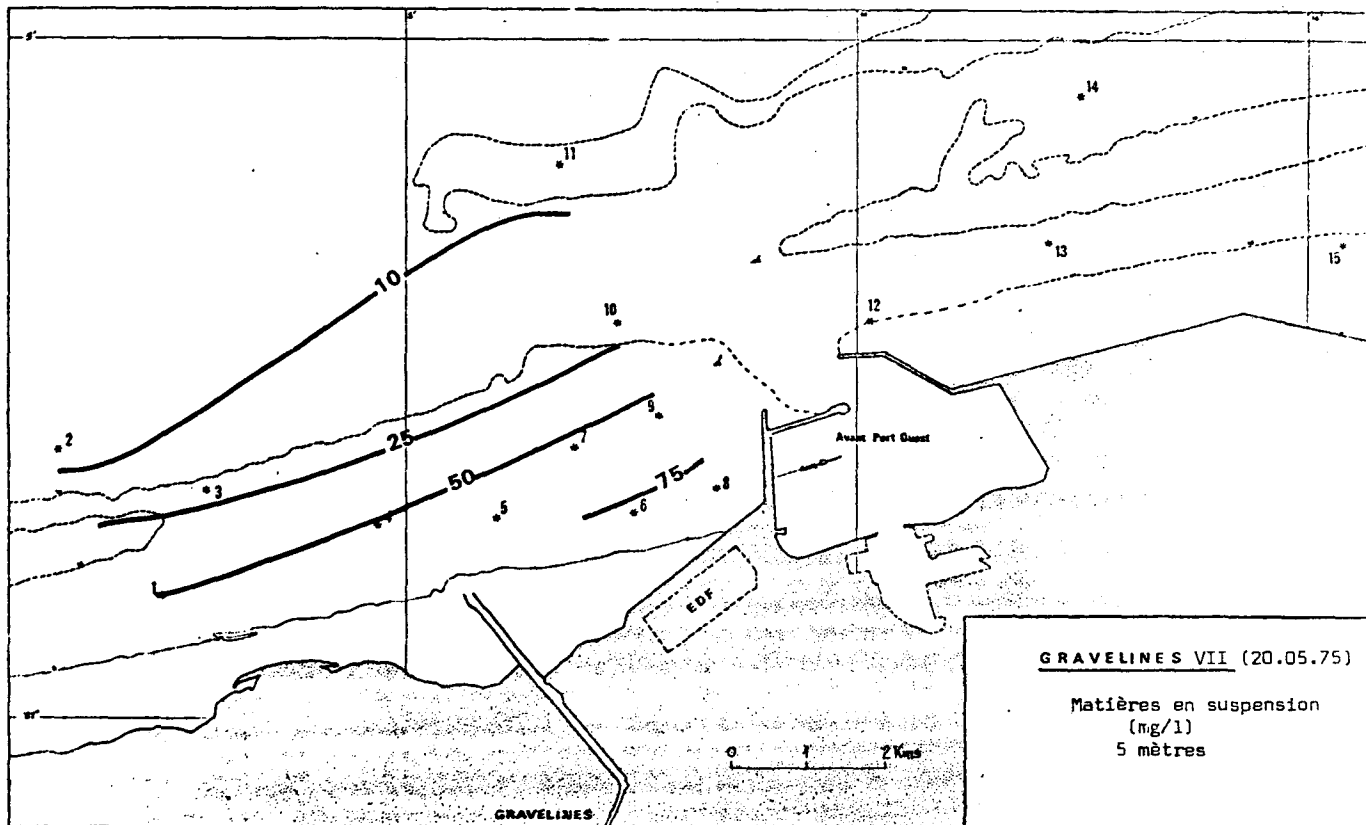 14
11
10
13
15
12
10
2
9
25
7
3
50
75
8
5
6
Avant Port Ouest
EDF
GRAVELINES VII (20.05.75)
Matières en suspension
(mg/l)
5 mètres
0 1 2 Kms
GRAVELINES